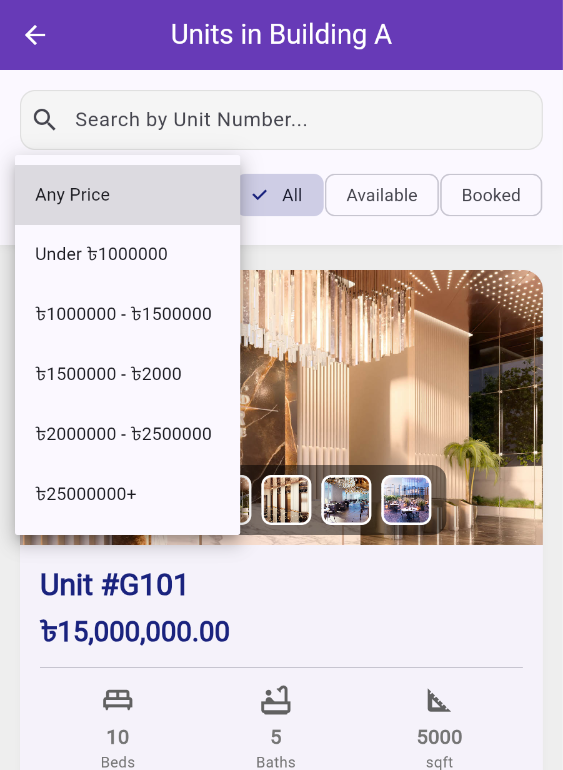 Units in Building A
Search by Unit Number...
Any Price
All
Available
Booked
Under ৳1000000
৳1000000 - ৳1500000
৳1500000 - ৳2000
৳2000000 - ৳2500000
৳25000000+
Unit #G101
৳15,000,000.00
10
5
5000
Beds
Baths
sqft